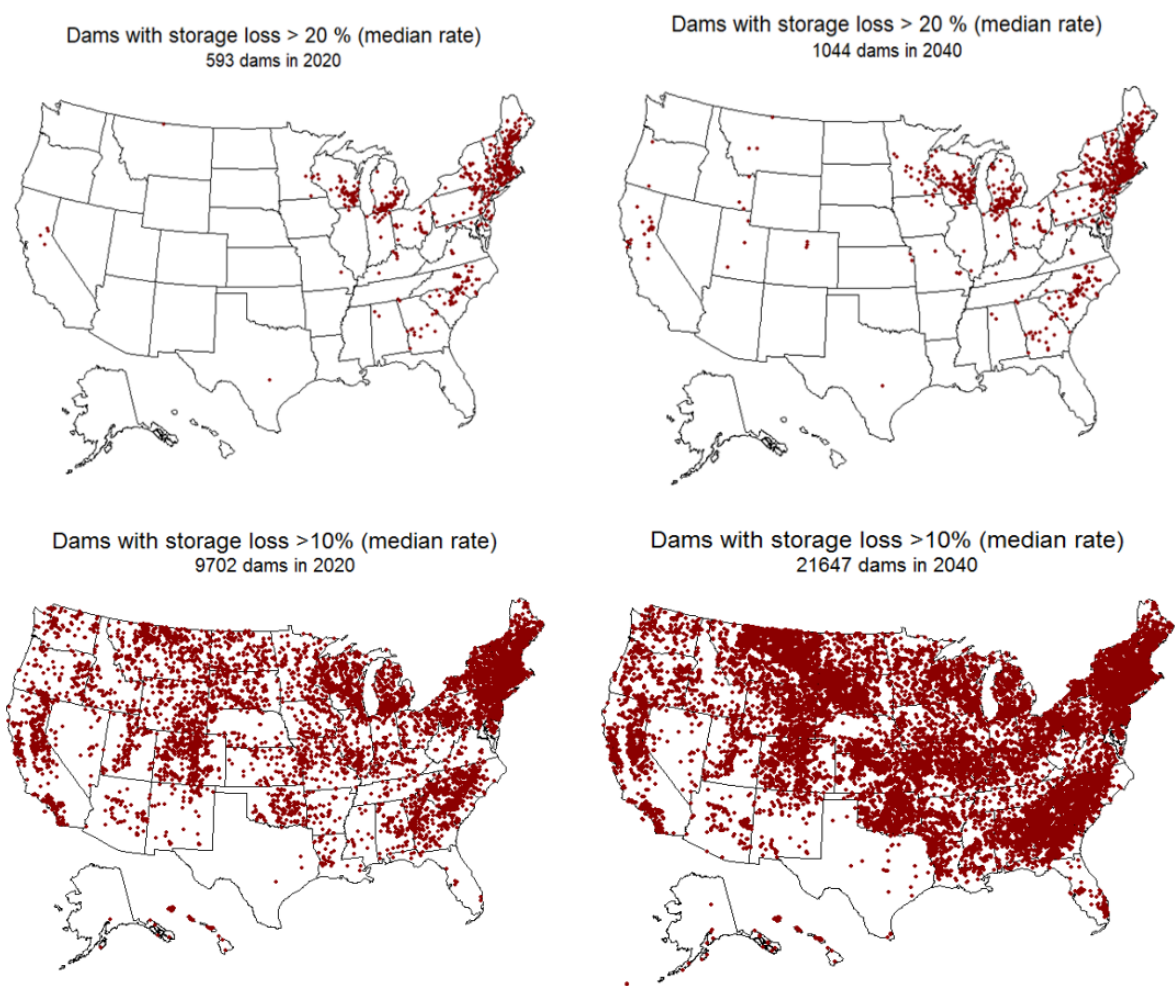 Dams with storage loss > 20 % (median rate)
593 dams in 2020
Dams with storage loss > 20 % (median rate)
1044 dams in 2040
Dams with storage loss >10% (median rate)
9702 dams in 2020
Dams with storage loss >10% (median rate)
21647 dams in 2040